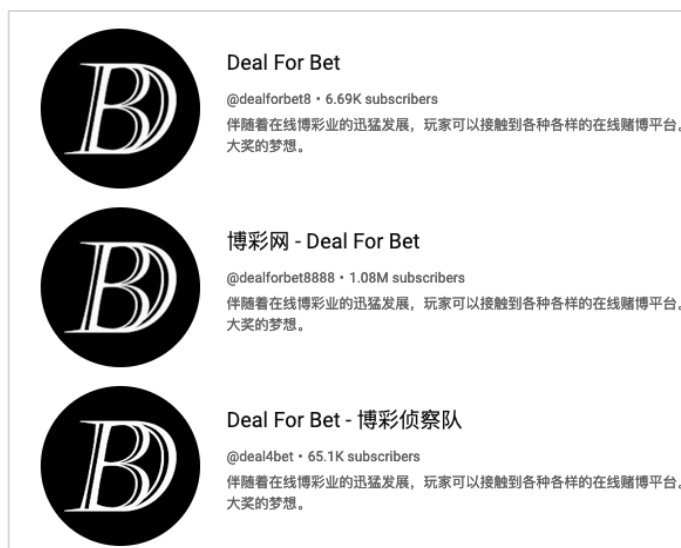 Deal For Bet
@dealforbet8 • 6.69K subscribers
伴随着在线博彩业的迅猛发展，玩家可以接触到各种各样的在线赌博平台。
大奖的梦想。
博彩网 - Deal For Bet
@dealforbet8888 • 1.08M subscribers
伴随着在线博彩业的迅猛发展，玩家可以接触到各种各样的在线赌博平台。
大奖的梦想。
Deal For Bet - 博彩侦察队
@deal4bet • 65.1K subscribers
伴随着在线博彩业的迅猛发展，玩家可以接触到各种各样的在线赌博平台。
大奖的梦想。